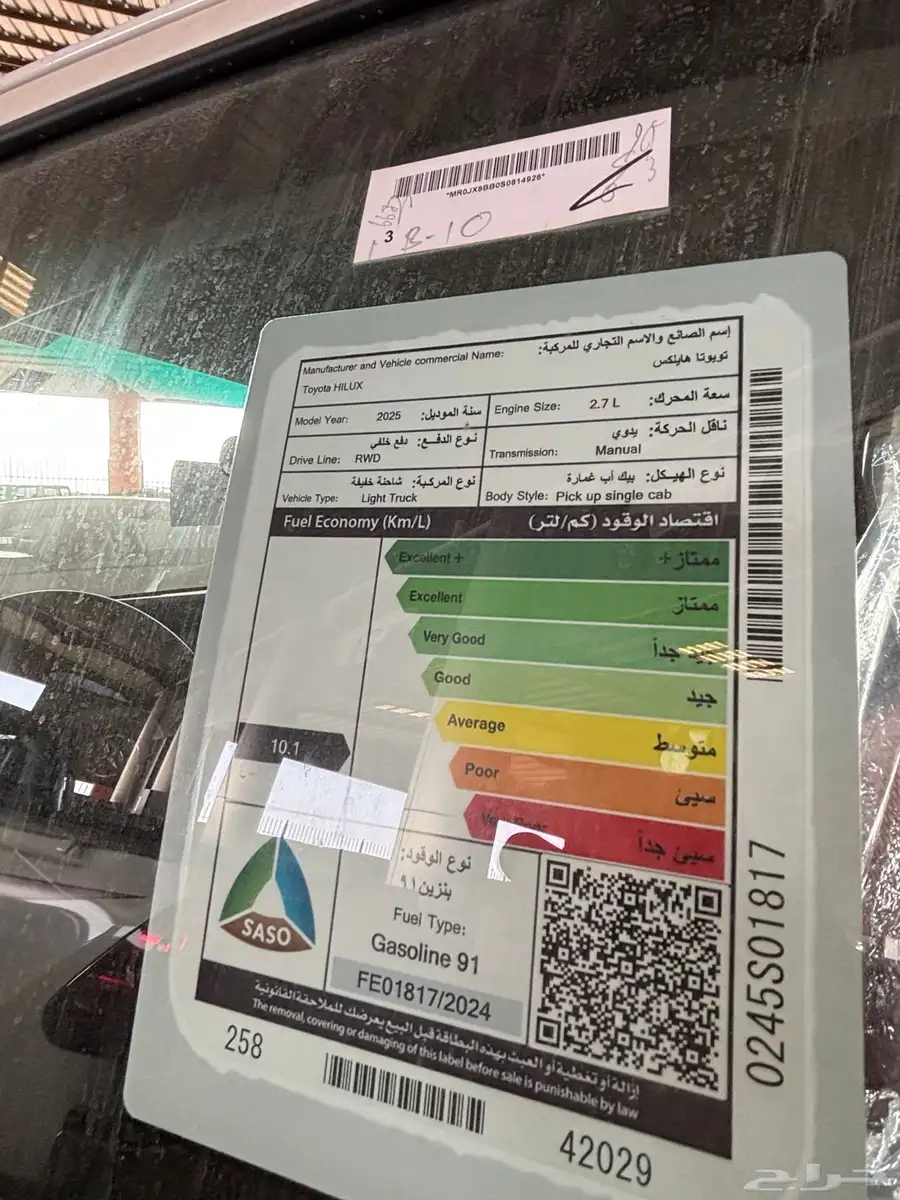 *MR0JX8BB0S0814926*
3 B-10
إسم الصانع والاسم التجاري للمركبة:
Manufacturer and Vehicle commercial Name:
تويوتا هايلكس
Toyota HILUX
Model Year: 2025 سنة الموديل:
Engine Size: 2.7 L سعة المحرك:
نوع الدفع: دفع خلفي
Drive Line: RWD
ناقل الحركة: يدوي
Transmission: Manual
نوع المركبة: شاحنة خفيفة
Vehicle Type: Light Truck
نوع الهيكل: بيك أب غمارة
Body Style: Pick up single cab
Fuel Economy (Km/L) اقتصاد الوقود (كم/لتر)
Excellent + ممتاز+
Excellent ممتاز
Very Good جداً
Good جيد
Average متوسط
Poor سيئ
سيئ جداً
10.1
نوع الوقود:
بنزين ٩١
Fuel Type:
Gasoline 91
FE01817/2024
SASO
إزالة أو تغطية أو العبث بهذه البطاقة قبل البيع يعرضك للملاحقة القانونية
The removal, covering or damaging of this label before sale is punishable by law
258
42029
0245S01817
حراج